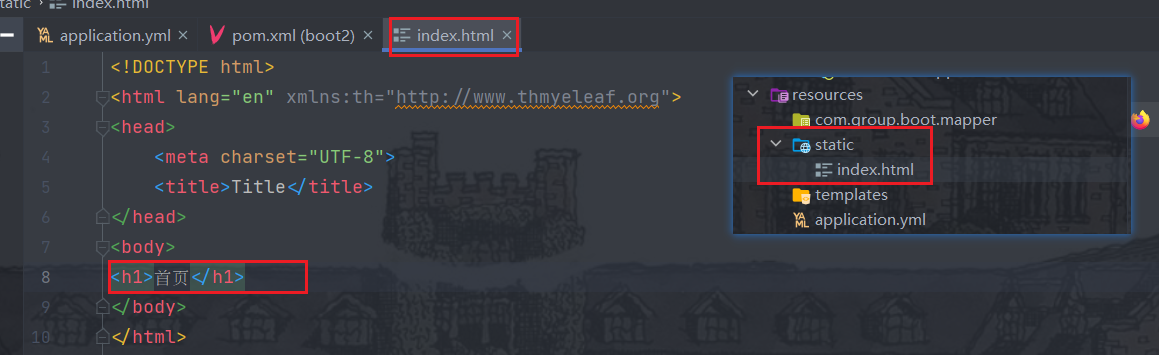 static › index.html
application.yml × pom.xml (boot2) × index.html ×
1 <!DOCTYPE html>
2 <html lang="en" xmlns:th="http://www.thmyeleaf.org">
3 <head>
4 <meta charset="UTF-8">
5 <title>Title</title>
6 </head>
7 <body>
8 <h1>首页</h1>
9 </body>
10 </html>
resources
com.group.boot.mapper
static
index.html
templates
YAML application.yml